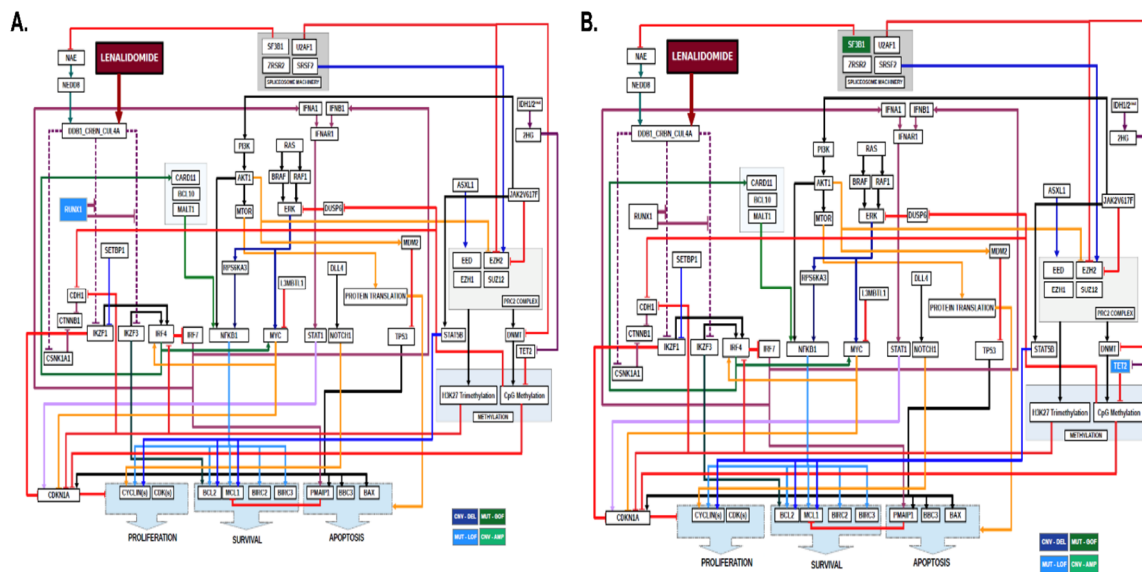 A.
LENALIDOMIDE
SF3B1
U2AF1
ZRSR2
SRSF2
SPLICEOSOME MACHINERY
NAE
NEDD8
DDB1_CRBN_CUL4A
IFNA1
IFNB1
IFNAR1
IDH1/2mut
2HG
PI3K
RAS
AKT1
BRAF
RAF1
MTOR
ERK
DUSP6
ASXL1
JAK2V617F
CARD11
BCL10
MALT1
RUNX1
SETBP1
MDM2
EED
EZH2
EZH1
SUZ12
PRC2 COMPLEX
RPS6KA3
L3MBTL1
DLL4
PROTEIN TRANSLATION
CDH1
CTNNB1
CSNK1A1
IKZF1
IKZF3
IRF4
IRF7
NFKB1
MYC
STAT1
NOTCH1
TP53
STAT5B
DNMT
TET2
H3K27 Trimethylation
CpG Methylation
METHYLATION
CDKN1A
CYCLIN(s)
CDK(s)
BCL2
MCL1
BIRC2
BIRC3
PMAIP1
BBC3
BAX
PROLIFERATION
SURVIVAL
APOPTOSIS
CNV - DEL
MUT - GOF
MUT - LOF
CNV - AMP
B.
LENALIDOMIDE
SF3B1
U2AF1
ZRSR2
SRSF2
SPLICEOSOME MACHINERY
NAE
NEDD8
DDB1_CRBN_CUL4A
IFNA1
IFNB1
IFNAR1
IDH1/2mut
2HG
PI3K
RAS
AKT1
BRAF
RAF1
MTOR
ERK
DUSP6
ASXL1
JAK2V617F
CARD11
BCL10
MALT1
RUNX1
SETBP1
MDM2
EED
EZH2
EZH1
SUZ12
PRC2 COMPLEX
RPS6KA3
L3MBTL1
DLL4
PROTEIN TRANSLATION
CDH1
CTNNB1
CSNK1A1
IKZF1
IKZF3
IRF4
IRF7
NFKB1
MYC
STAT1
NOTCH1
TP53
STAT5B
DNMT
TET2
H3K27 Trimethylation
CpG Methylation
METHYLATION
CDKN1A
CYCLIN(s)
CDK(s)
BCL2
MCL1
BIRC2
BIRC3
PMAIP1
BBC3
BAX
PROLIFERATION
SURVIVAL
APOPTOSIS
CNV - DEL
MUT - GOF
MUT - LOF
CNV - AMP